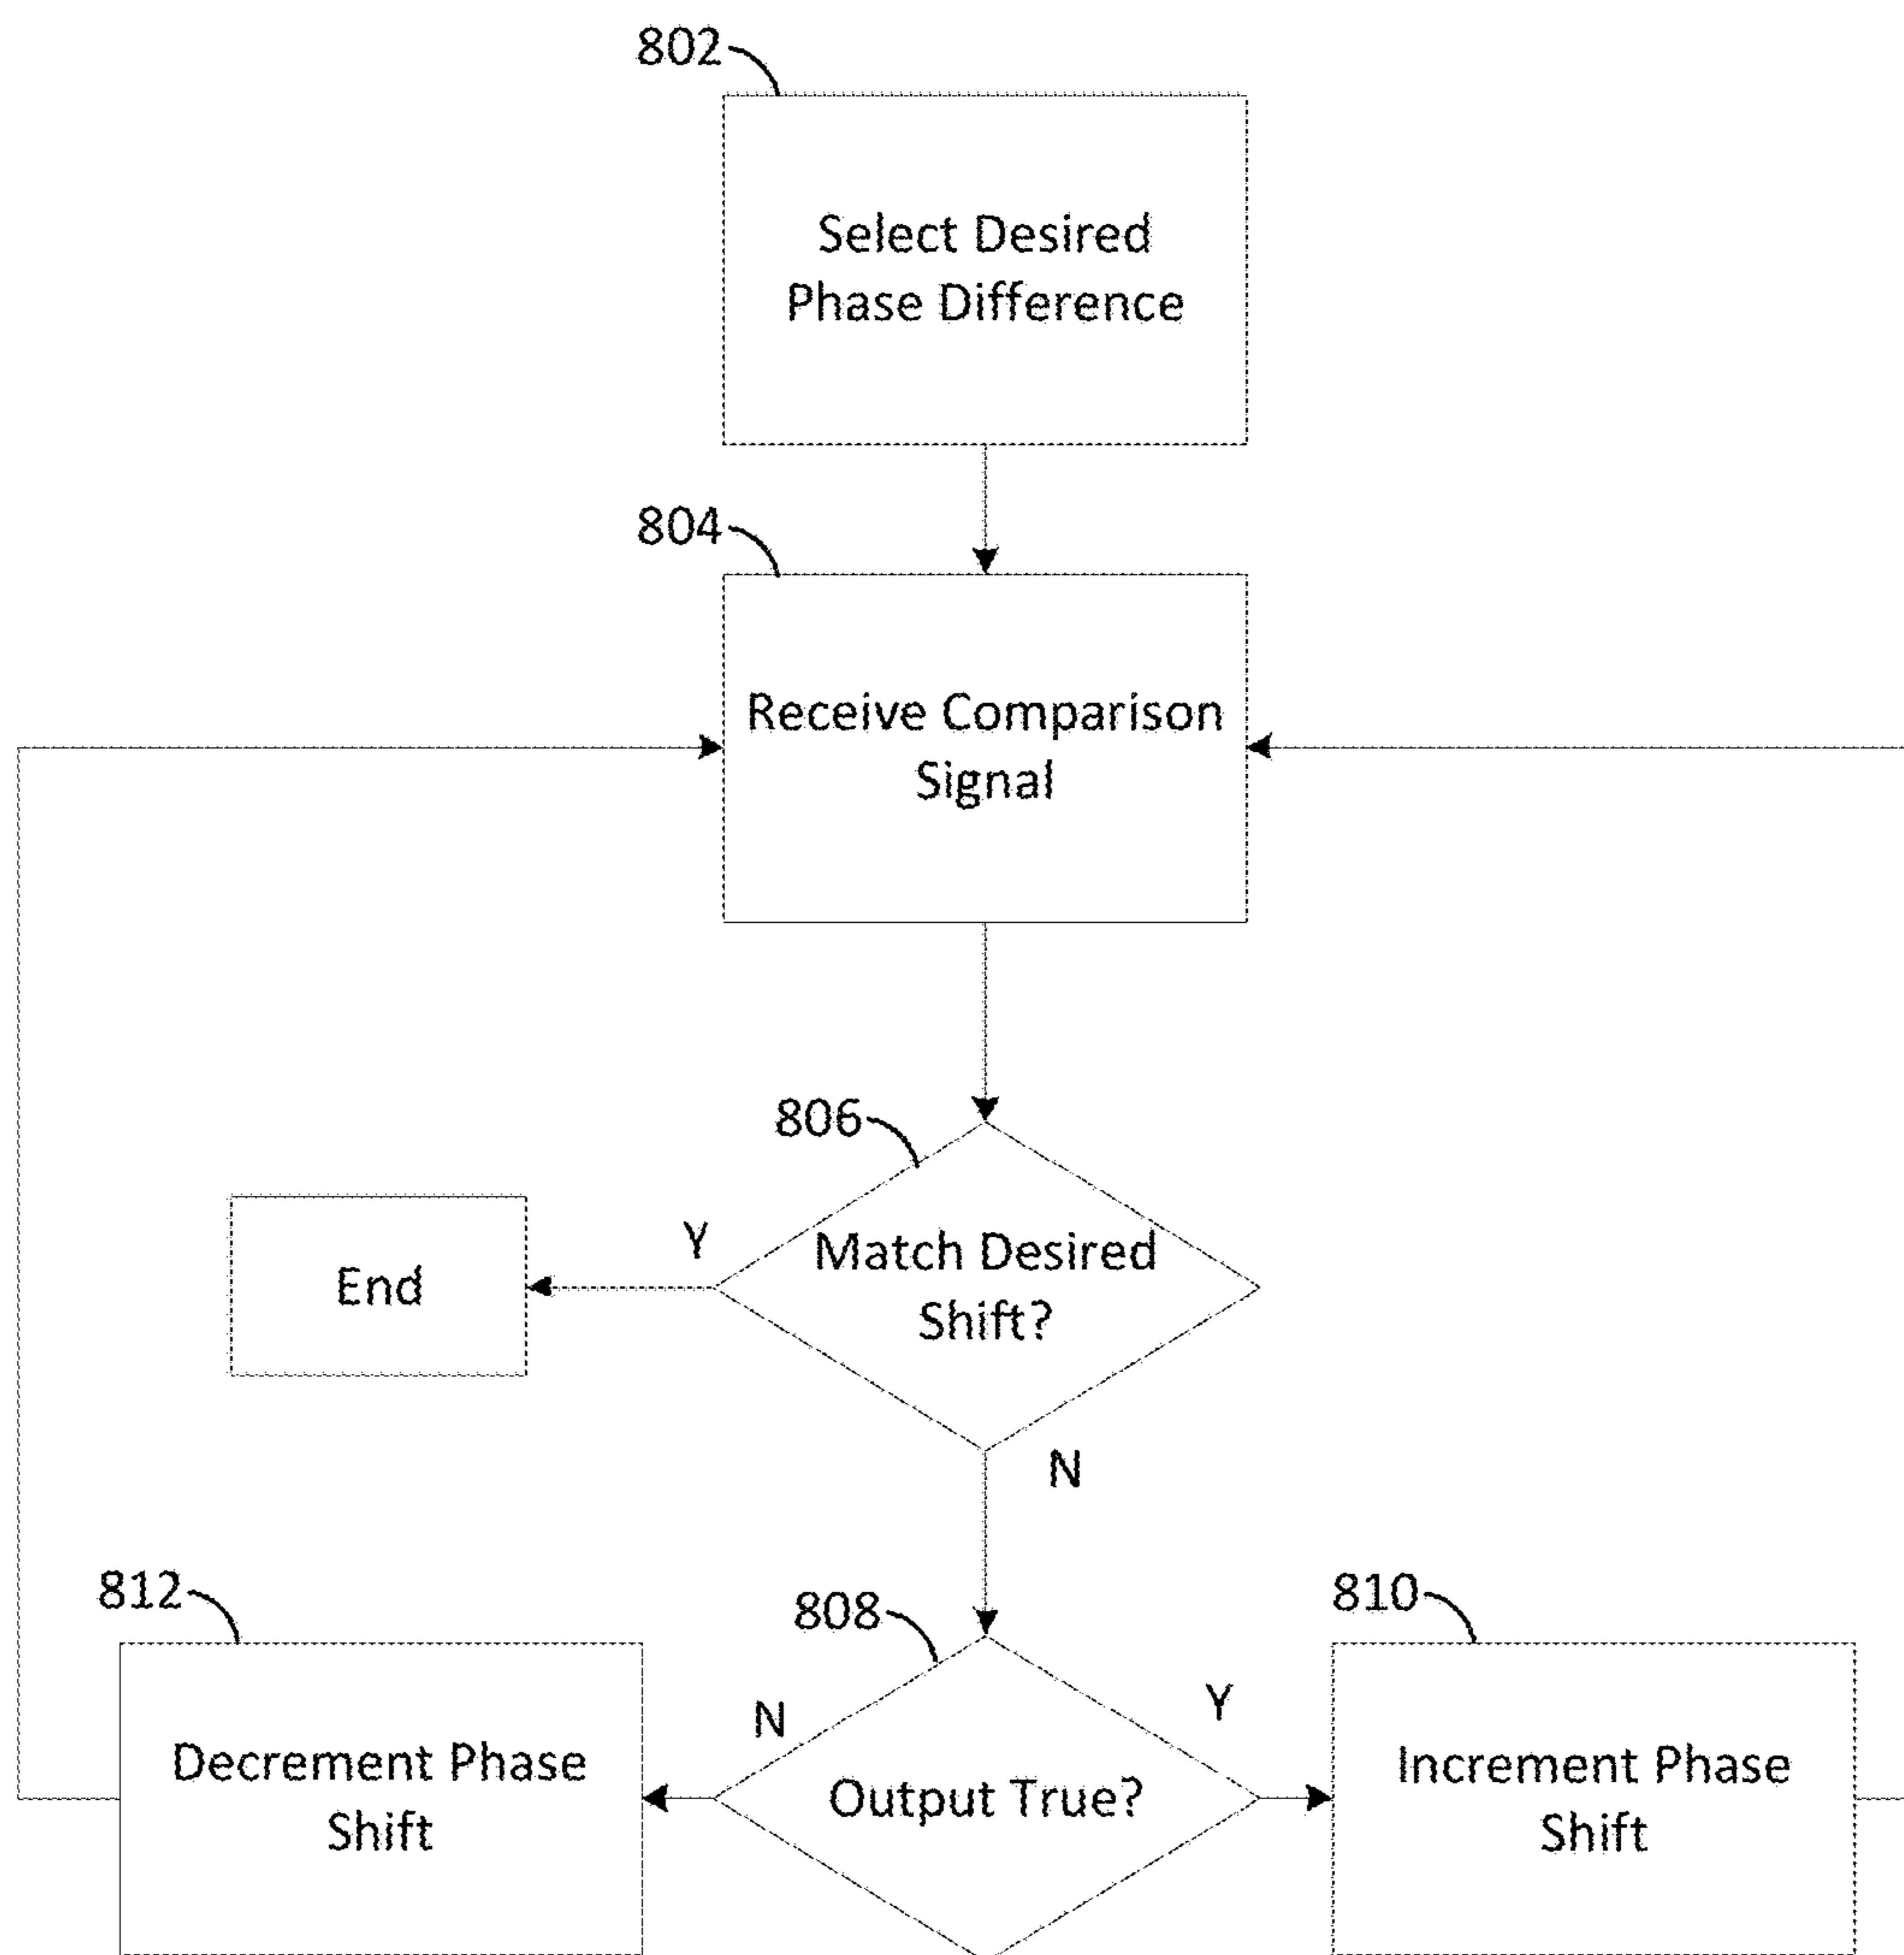 802
Select Desired
Phase Difference
804
Receive Comparison
Signal
806
Y
Match Desired
Shift?
End
N
812
808
810
N
Y
Decrement Phase
Shift
Output True?
Increment Phase
Shift